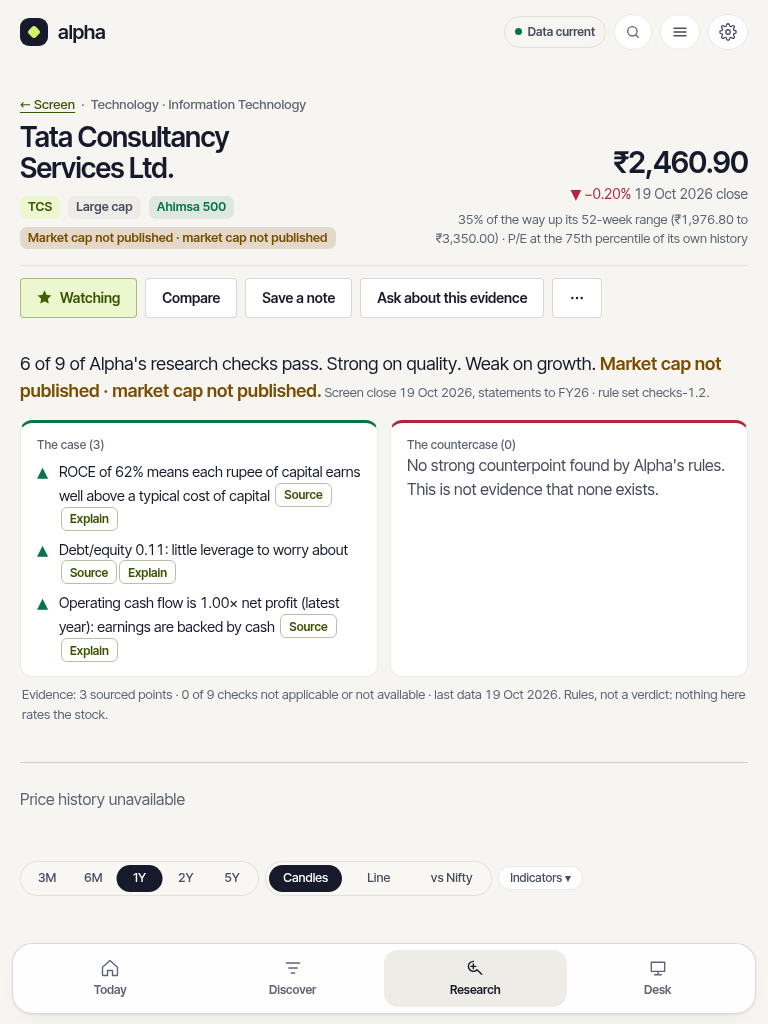 alpha
Data current
← Screen · Technology · Information Technology
Tata Consultancy
Services Ltd.
TCS Large cap Ahimsa 500
Market cap not published · market cap not published
₹2,460.90
▼ −0.20% 19 Oct 2026 close
35% of the way up its 52-week range (₹1,976.80 to
₹3,350.00) · P/E at the 75th percentile of its own history
★ Watching Compare Save a note Ask about this evidence ···
6 of 9 of Alpha's research checks pass. Strong on quality. Weak on growth. Market cap not
published · market cap not published. Screen close 19 Oct 2026, statements to FY26 · rule set checks-1.2.
The case (3)
▲ ROCE of 62% means each rupee of capital earns
well above a typical cost of capital Source
Explain
▲ Debt/equity 0.11: little leverage to worry about
Source Explain
▲ Operating cash flow is 1.00× net profit (latest
year): earnings are backed by cash Source
Explain
The countercase (0)
No strong counterpoint found by Alpha's rules.
This is not evidence that none exists.
Evidence: 3 sourced points · 0 of 9 checks not applicable or not available · last data 19 Oct 2026. Rules, not a verdict: nothing here
rates the stock.
Price history unavailable
3M 6M 1Y 2Y 5Y Candles Line vs Nifty Indicators ▾
Today Discover Research Desk